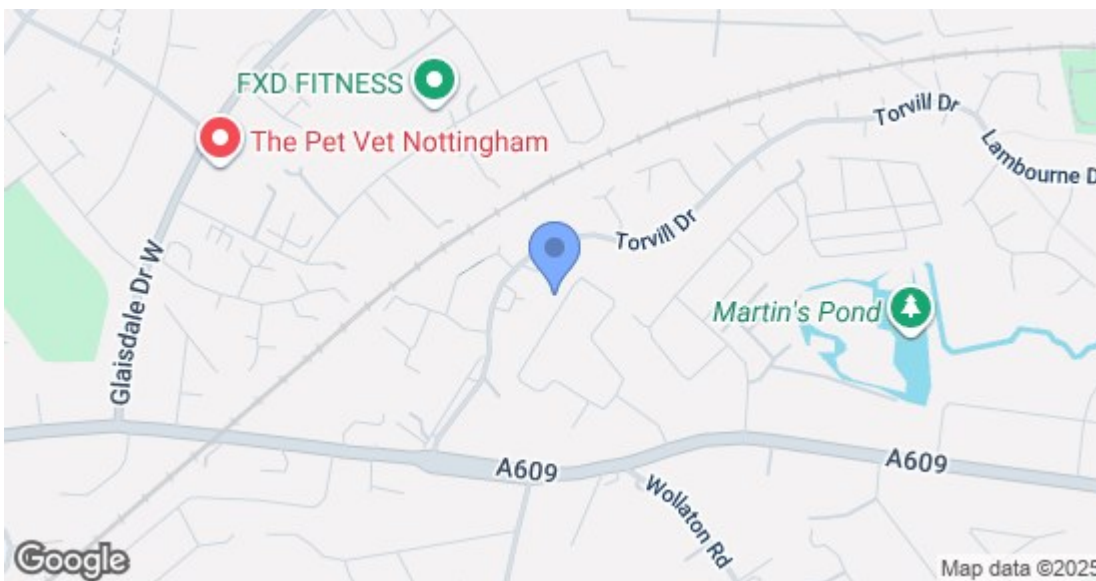 FXD FITNESS
The Pet Vet Nottingham
Torvill Dr
Lambourne D
Torvill Dr
Glaisdale Dr W
Martin's Pond
A609
A609
Wollaton Rd
Google
Map data ©2025